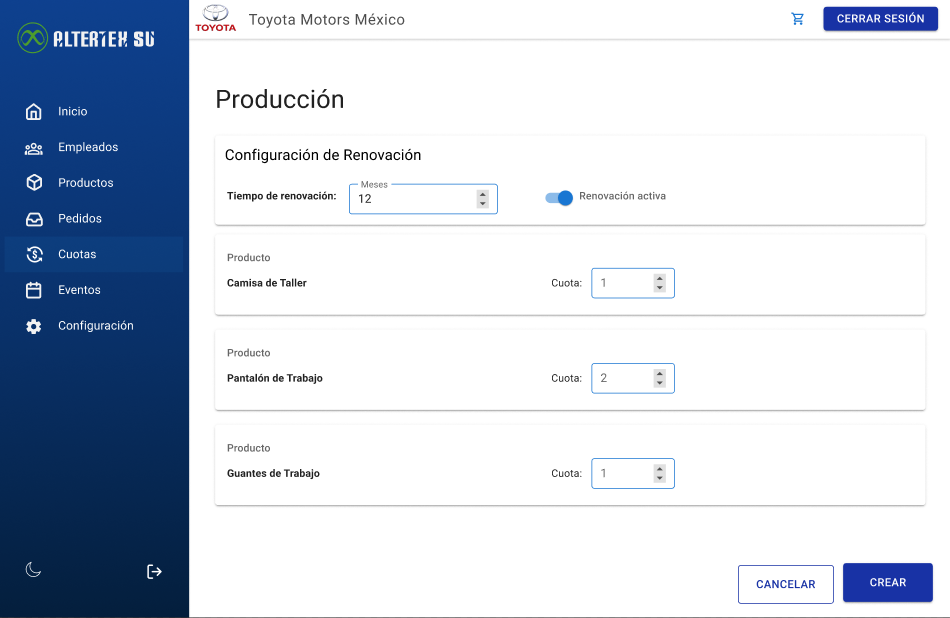 ALTERTEX SU
TOYOTA
Toyota Motors México
CERRAR SESIÓN
Inicio
Empleados
Productos
Pedidos
Cuotas
Eventos
Configuración
Producción
Configuración de Renovación
Tiempo de renovación:
Meses
12
Renovación activa
Producto
Camisa de Taller
Cuota:
1
Producto
Pantalón de Trabajo
Cuota:
2
Producto
Guantes de Trabajo
Cuota:
1
CANCELAR
CREAR